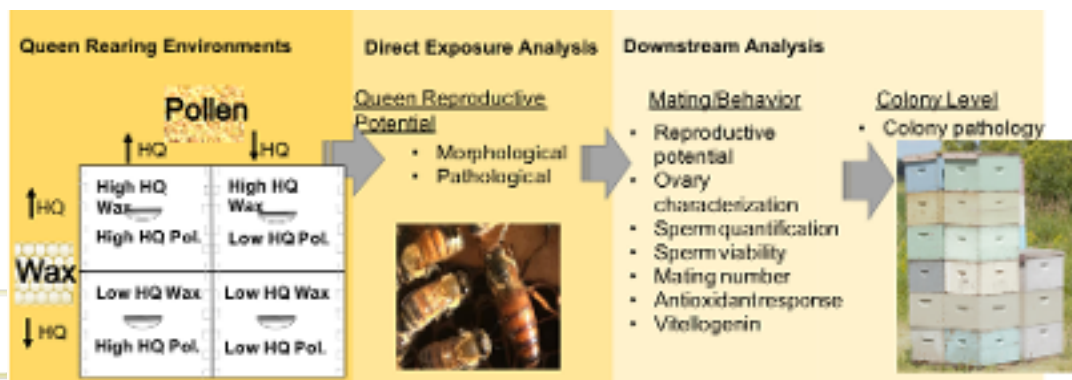 Queen Rearing Environments
Pollen
↑HQ ↓HQ
↑HQ
Wax
↓HQ
High HQ
Wax
High HQ Pol.
High HQ
Wax
Low HQ Pol.
Low HQ Wax
High HQ Pol.
Low HQ Wax
Low HQ Pol.
Direct Exposure Analysis
Queen Reproductive
Potential
• Morphological
• Pathological
Downstream Analysis
Mating/Behavior
• Reproductive
potential
• Ovary
characterization
• Sperm quantification
• Sperm viability
• Mating number
• Antioxidant response
• Vitellogenin
Colony Level
• Colony pathology